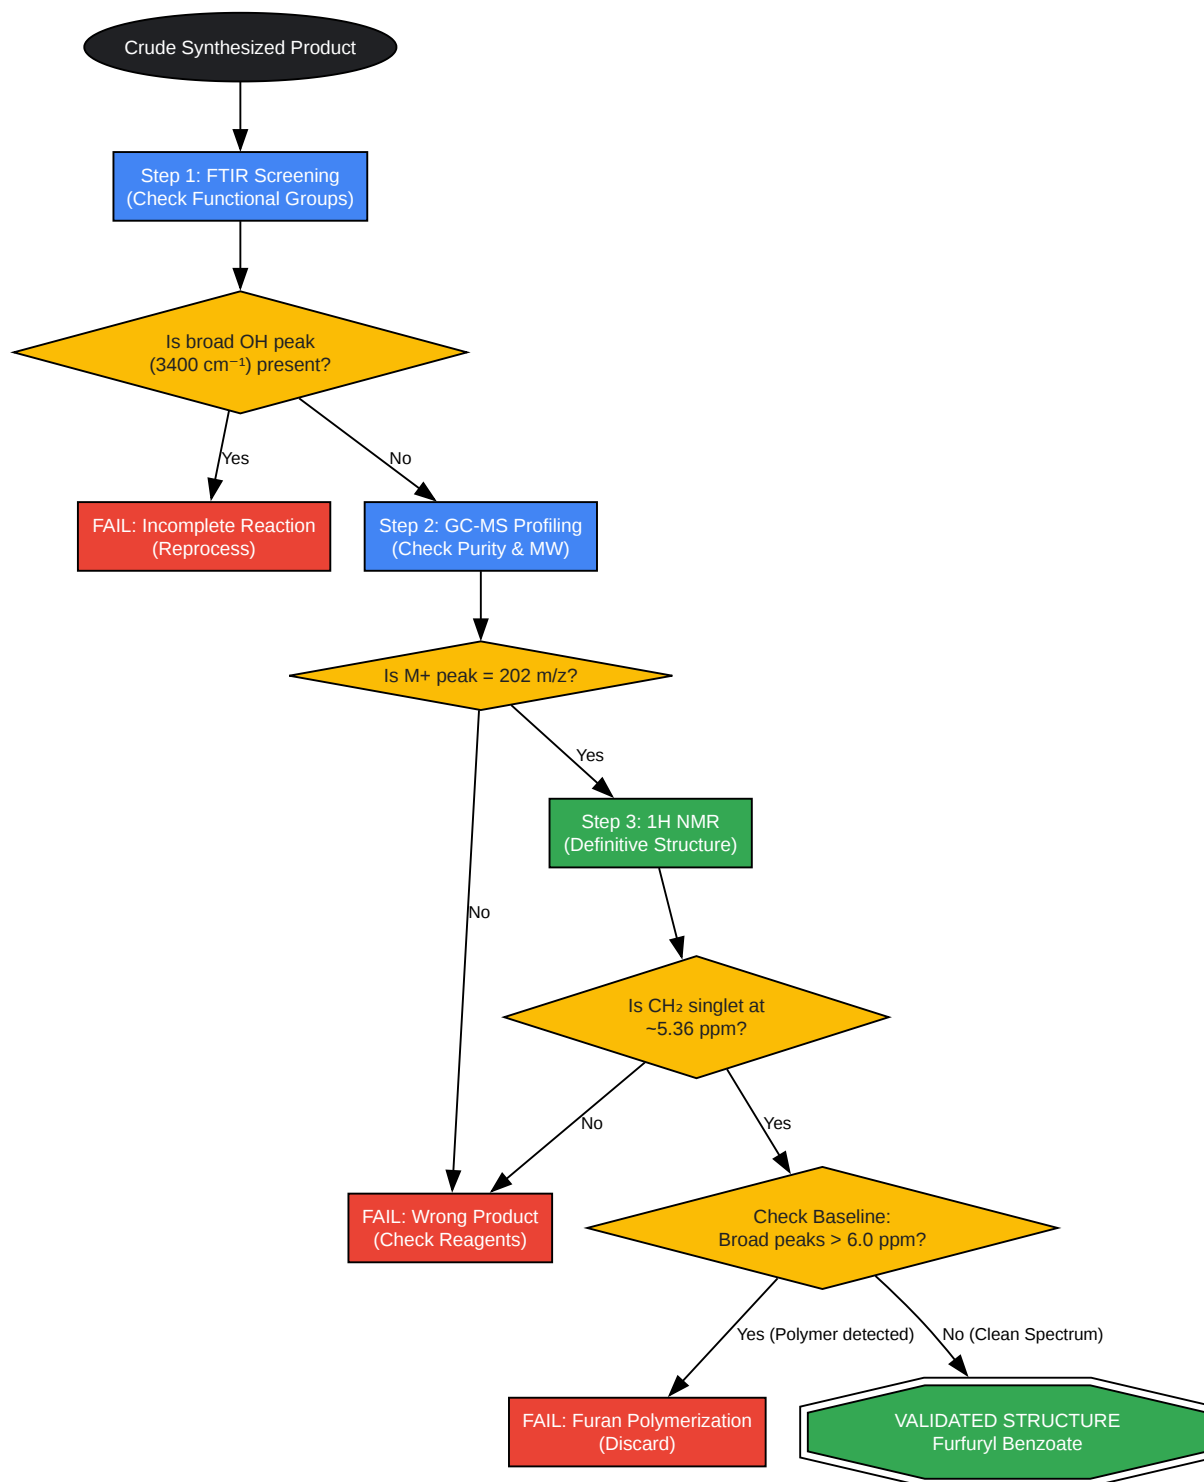 Crude Synthesized Product
Step 1: FTIR Screening
(Check Functional Groups)
Is broad OH peak
(3400 cm⁻¹) present?
Yes
No
FAIL: Incomplete Reaction
(Reprocess)
Step 2: GC-MS Profiling
(Check Purity & MW)
Is M+ peak = 202 m/z?
Yes
Step 3: 1H NMR
(Definitive Structure)
No
Is CH₂ singlet at
~5.36 ppm?
No
Yes
FAIL: Wrong Product
(Check Reagents)
Check Baseline:
Broad peaks > 6.0 ppm?
Yes (Polymer detected)
No (Clean Spectrum)
FAIL: Furan Polymerization
(Discard)
VALIDATED STRUCTURE
Furfuryl Benzoate